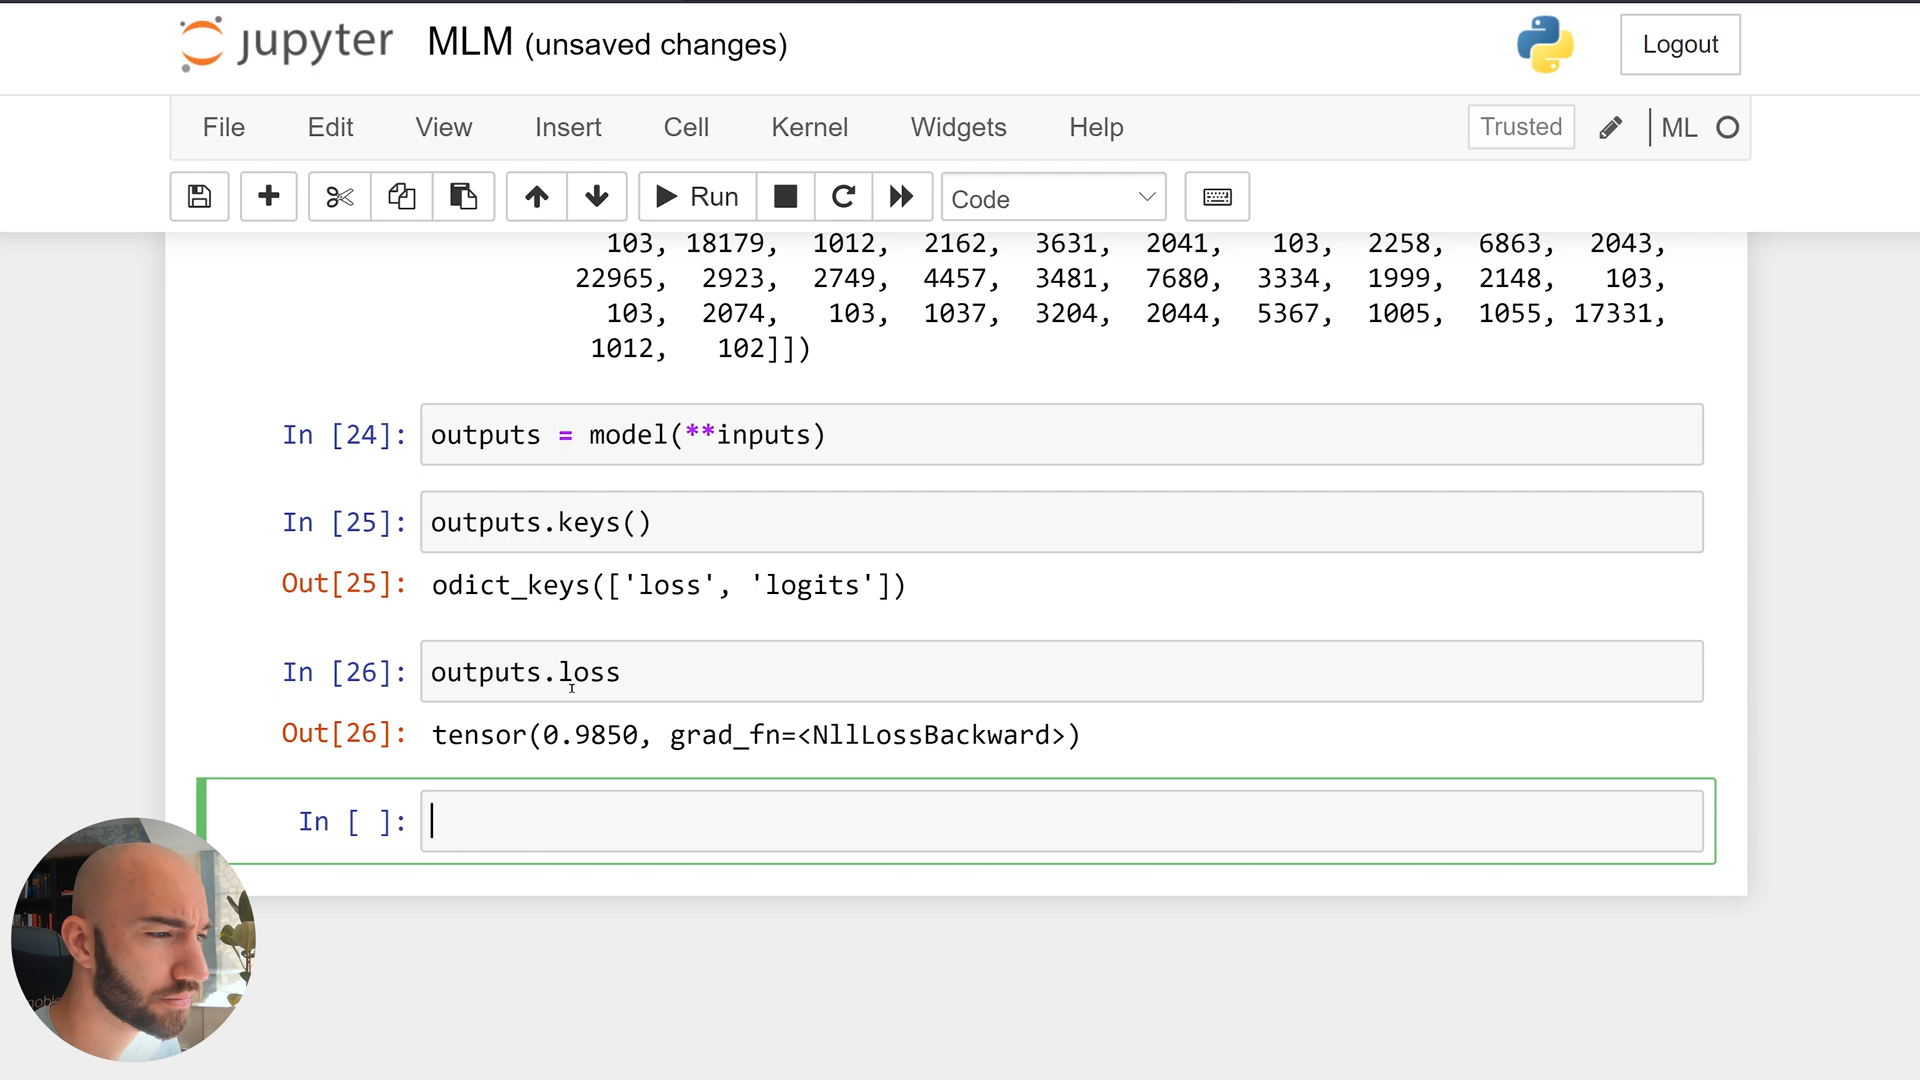 jupyter MLM (unsaved changes) Logout
File Edit View Insert Cell Kernel Widgets Help Trusted ML
Run Code
103, 18179, 1012, 2162, 3631, 2041, 103, 2258, 6863, 2043,
22965, 2923, 2749, 4457, 3481, 7680, 3334, 1999, 2148, 103,
103, 2074, 103, 1037, 3204, 2044, 5367, 1005, 1055, 17331,
1012, 102]])
In [24]: outputs = model(**inputs)
In [25]: outputs.keys()
Out[25]: odict_keys(['loss', 'logits'])
In [26]: outputs.loss
Out[26]: tensor(0.9850, grad_fn=<NllLossBackward>)
In [ ]: